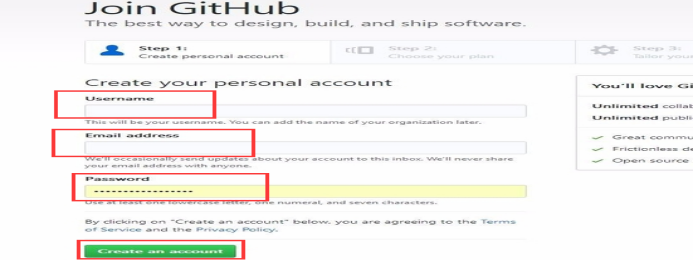 Join GitHub
The best way to design, build, and ship software.
Step 1:
Create personal account
Step 2:
Choose your plan
Step 3:
Tailor your
Create your personal account
Username
This will be your username. You can add the name of your organization later.
Email address
We'll occasionally send updates about your account to this inbox. We'll never share
your email address with anyone.
Password
Use at least one lowercase letter, one numeral, and seven characters.
By clicking on "Create an account" below, you are agreeing to the Terms
of Service and the Privacy Policy.
Create an account
You'll love Gi
Unlimited collab
Unlimited publi
Great commu
Frictionless de
Open source